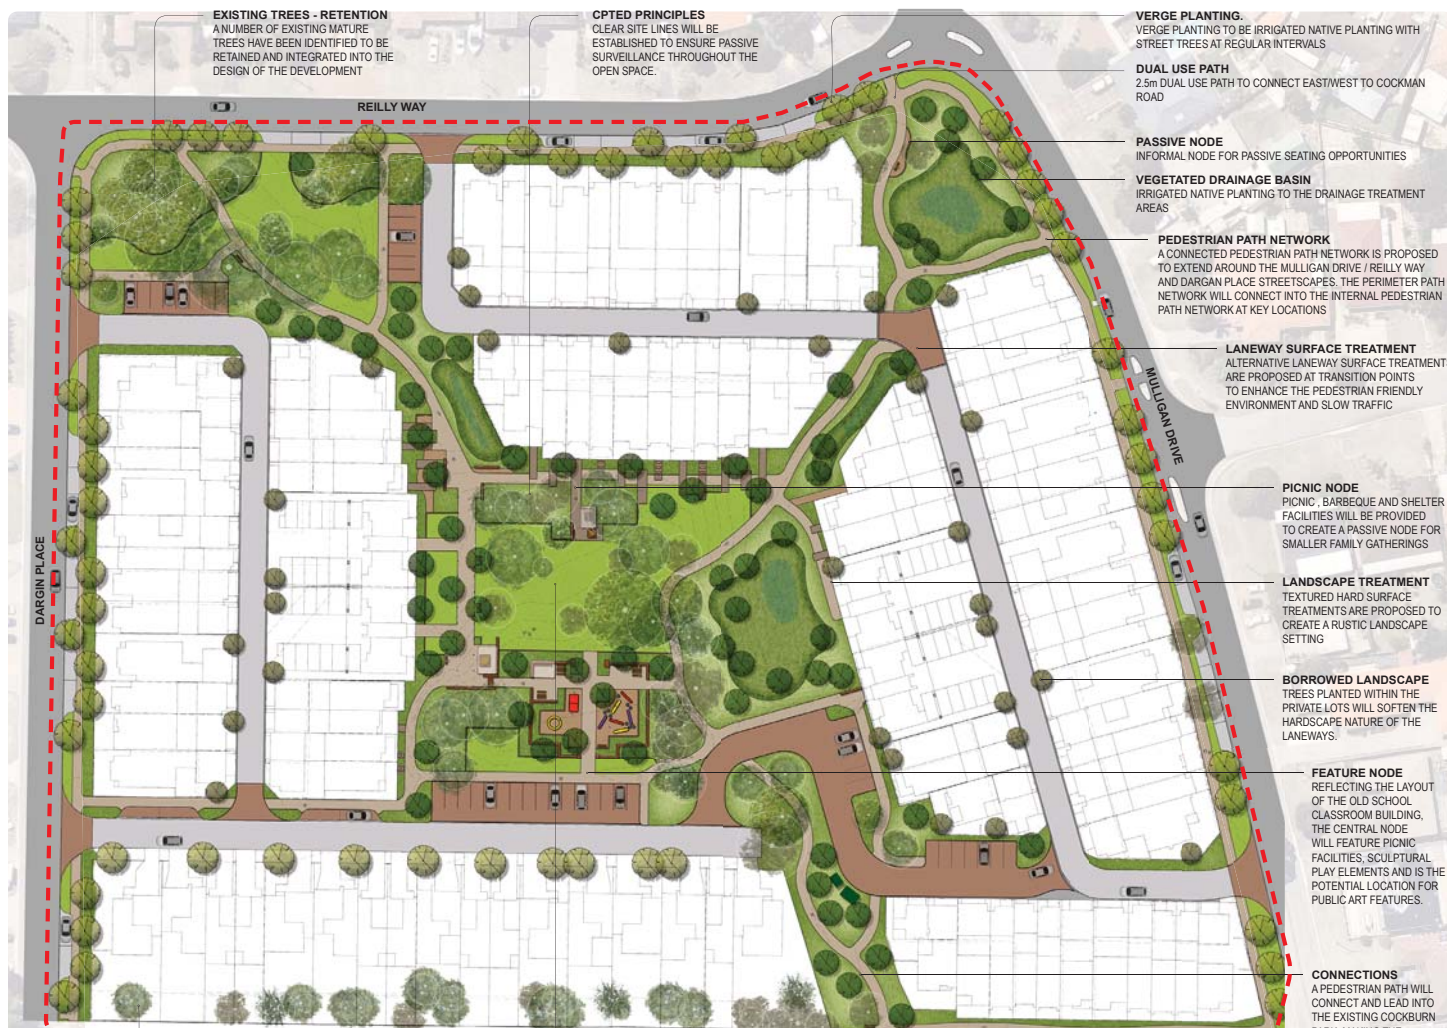 EXISTING TREES - RETENTION
A NUMBER OF EXISTING MATURE
TREES HAVE BEEN IDENTIFIED TO BE
RETAINED AND INTEGRATED INTO THE
DESIGN OF THE DEVELOPMENT
CPTED PRINCIPLES
CLEAR SITE LINES WILL BE
ESTABLISHED TO ENSURE PASSIVE
SURVEILLANCE THROUGHOUT THE
OPEN SPACE.
VERGE PLANTING.
VERGE PLANTING TO BE IRRIGATED NATIVE PLANTING WITH
STREET TREES AT REGULAR INTERVALS
DUAL USE PATH
2.5m DUAL USE PATH TO CONNECT EAST/WEST TO COCKMAN
ROAD
PASSIVE NODE
INFORMAL NODE FOR PASSIVE SEATING OPPORTUNITIES
VEGETATED DRAINAGE BASIN
IRRIGATED NATIVE PLANTING TO THE DRAINAGE TREATMENT
AREAS
PEDESTRIAN PATH NETWORK
A CONNECTED PEDESTRIAN PATH NETWORK IS PROPOSED
TO EXTEND AROUND THE MULLIGAN DRIVE / REILLY WAY
AND DARGAN PLACE STREETSCAPES. THE PERIMETER PATH
NETWORK WILL CONNECT INTO THE INTERNAL PEDESTRIAN
PATH NETWORK AT KEY LOCATIONS
LANEWAY SURFACE TREATMENT
ALTERNATIVE LANEWAY SURFACE TREATMENT
ARE PROPOSED AT TRANSITION POINTS
TO ENHANCE THE PEDESTRIAN FRIENDLY
ENVIRONMENT AND SLOW TRAFFIC
PICNIC NODE
PICNIC , BARBEQUE AND SHELTER
FACILITIES WILL BE PROVIDED
TO CREATE A PASSIVE NODE FOR
SMALLER FAMILY GATHERINGS
LANDSCAPE TREATMENT
TEXTURED HARD SURFACE
TREATMENTS ARE PROPOSED TO
CREATE A RUSTIC LANDSCAPE
SETTING
BORROWED LANDSCAPE
TREES PLANTED WITHIN THE
PRIVATE LOTS WILL SOFTEN THE
HARDSCAPE NATURE OF THE
LANEWAYS.
FEATURE NODE
REFLECTING THE LAYOUT
OF THE OLD SCHOOL
CLASSROOM BUILDING,
THE CENTRAL NODE
WILL FEATURE PICNIC
FACILITIES, SCULPTURAL
PLAY ELEMENTS AND IS THE
POTENTIAL LOCATION FOR
PUBLIC ART FEATURES.
CONNECTIONS
A PEDESTRIAN PATH WILL
CONNECT AND LEAD INTO
THE EXISTING COCKBURN
REILLY WAY
MULLIGAN DRIVE
DARGIN PLACE